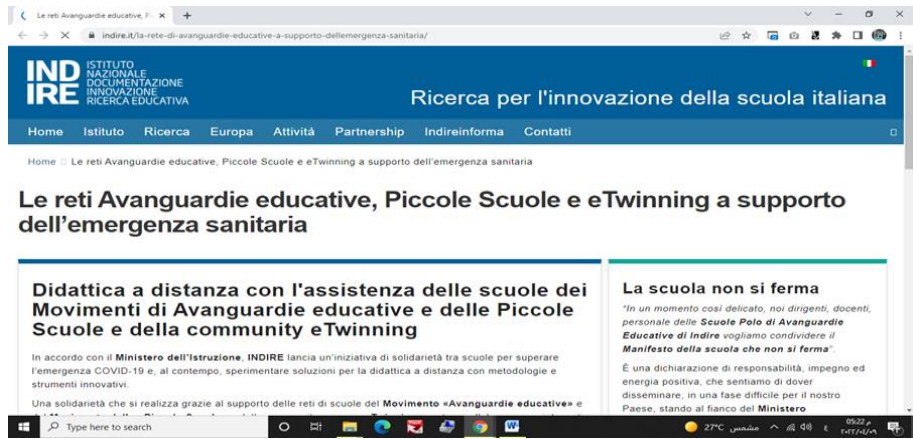 Le reti Avanguardie educative, Pi
indire.it/la-rete-di-avanguardie-educative-a-supporto-dellemergenza-sanitaria/
IND
IRE
ISTITUTO
NAZIONALE
DOCUMENTAZIONE
INNOVAZIONE
RICERCA EDUCATIVA
Ricerca per l'innovazione della scuola italiana
Home Istituto Ricerca Europa Attività Partnership Indireinforma Contatti
Home Le reti Avanguardie educative, Piccole Scuole e eTwinning a supporto dell'emergenza sanitaria
Le reti Avanguardie educative, Piccole Scuole e eTwinning a supporto
dell'emergenza sanitaria
Didattica a distanza con l'assistenza delle scuole dei
Movimenti di Avanguardie educative e delle Piccole
Scuole e della community eTwinning
In accordo con il Ministero dell'Istruzione, INDIRE lancia un'iniziativa di solidarietà tra scuole per superare
l'emergenza COVID-19 e, al contempo, sperimentare soluzioni per la didattica a distanza con metodologie e
strumenti innovativi.
Una solidarietà che si realizza grazie al supporto delle reti di scuole del Movimento «Avanguardie educative» e
La scuola non si ferma
"In un momento così delicato, noi dirigenti, docenti,
personale delle Scuole Polo di Avanguardie
Educative di Indire vogliamo condividere il
Manifesto della scuola che non si ferma".
È una dichiarazione di responsabilità, impegno ed
energia positiva, che sentiamo di dover
disseminare, in una fase difficile per il nostro
Paese, stando al fianco del Ministero
Type here to search
27°C مشمس
05:22 م